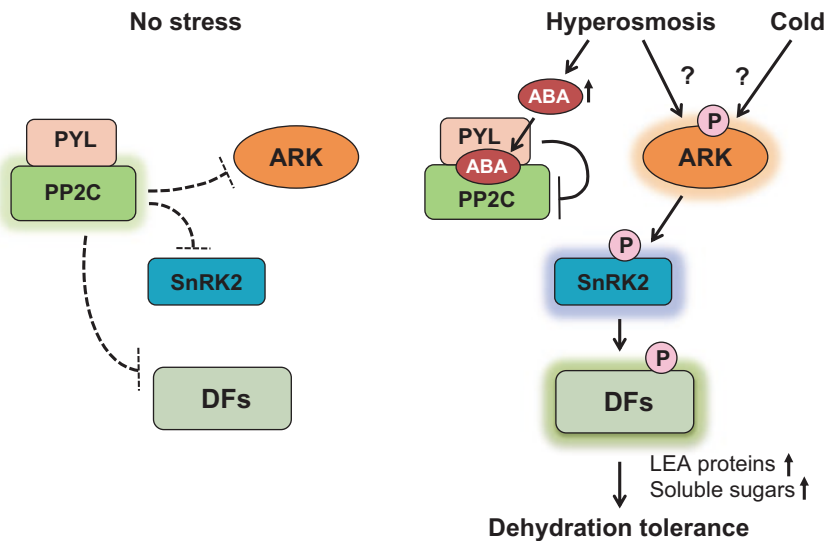 No stress
PYL
PP2C
ARK
SnRK2
DFs
Hyperosmosis
Cold
?
?
ABA
PYL
ABA
PP2C
P
ARK
P
SnRK2
P
DFs
LEA proteins
Soluble sugars
Dehydration tolerance